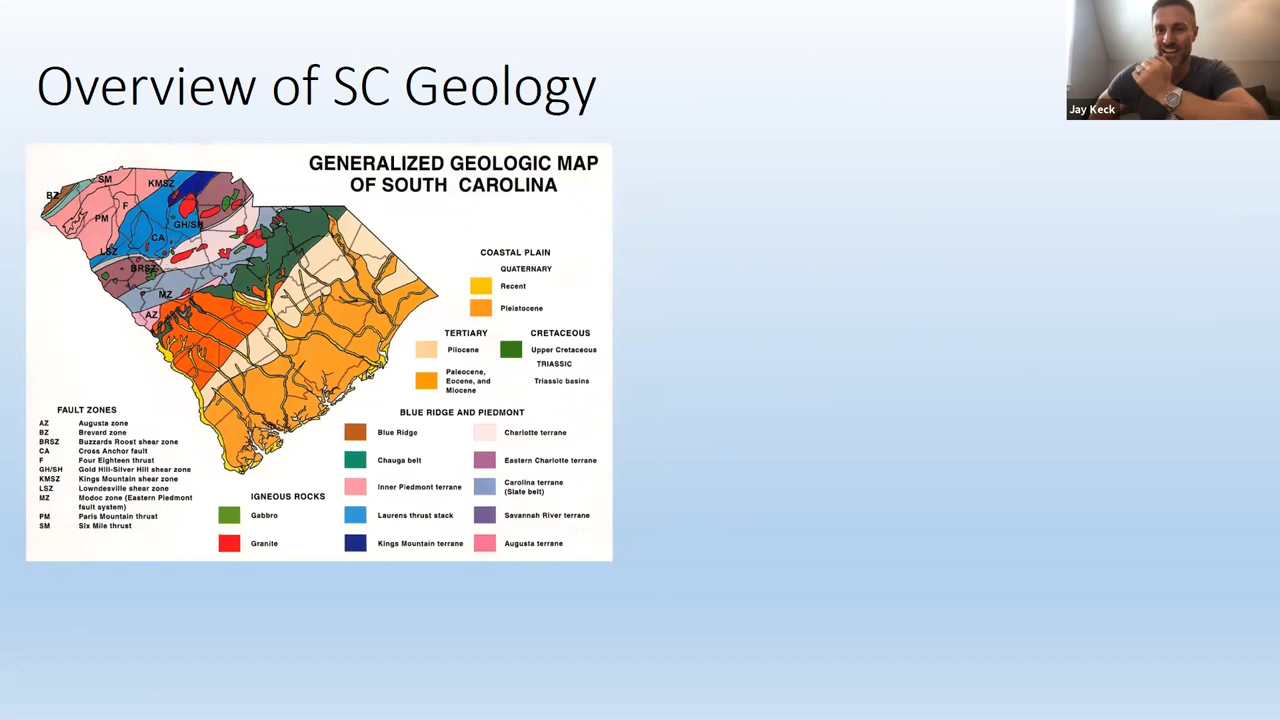 Overview of SC Geology
Jay Keck
GENERALIZED GEOLOGIC MAP
OF SOUTH CAROLINA
BZ
SM
KMSZ
F
PM
GH/SH
CA
LSZ
BRSZ
MZ
AZ
COASTAL PLAIN
QUATERNARY
Recent
Pleistocene
TERTIARY
Pliocene
Paleocene,
Eocene, and
Miocene
CRETACEOUS
Upper Cretaceous
TRIASSIC
Triassic basins
FAULT ZONES
AZ Augusta zone
BZ Brevard zone
BRSZ Buzzards Roost shear zone
CA Cross Anchor fault
F Four Eighteen thrust
GH/SH Gold Hill-Silver Hill shear zone
KMSZ Kings Mountain shear zone
LSZ Lowndesville shear zone
MZ Modoc zone (Eastern Piedmont
fault system)
PM Paris Mountain thrust
SM Six Mile thrust
IGNEOUS ROCKS
Gabbro
Granite
BLUE RIDGE AND PIEDMONT
Blue Ridge
Chauga belt
Inner Piedmont terrane
Laurens thrust stack
Kings Mountain terrane
Charlotte terrane
Eastern Charlotte terrane
Carolina terrane
(Slate belt)
Savannah River terrane
Augusta terrane